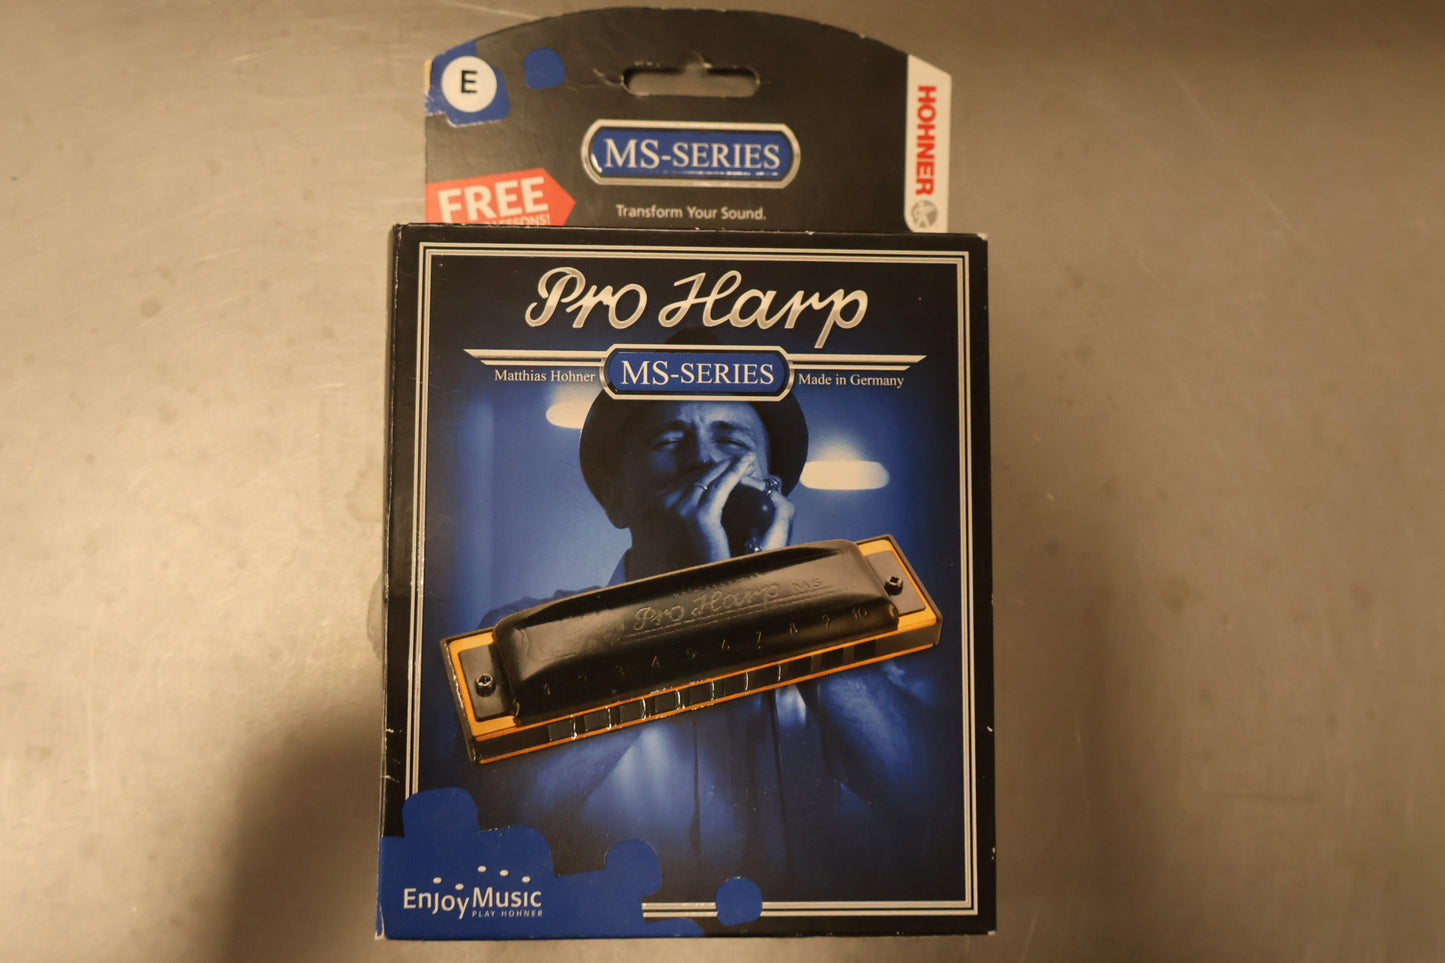 E
HOHNER
MS-SERIES
FREE
LESSONS!
Transform Your Sound.
Pro Harp
Matthias Hohner MS-SERIES Made in Germany
Pro Harp MS
1 2 3 4 5 6 7 8 9 10
EnjoyMusic
PLAY HOHNER